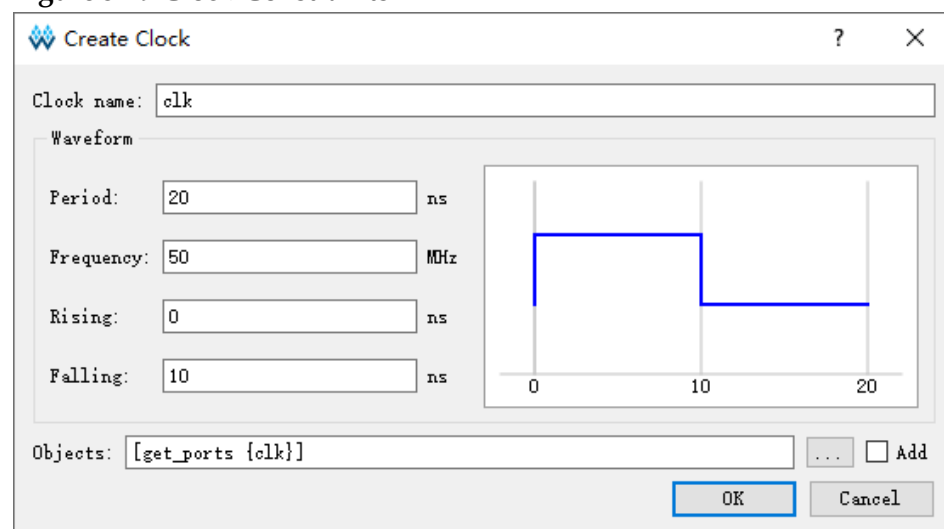 Create Clock ? ×
Clock name: clk
Waveform
Period: 20 ns
Frequency: 50 MHz
Rising: 0 ns
Falling: 10 ns
0 10 20
Objects: [get_ports {clk}] ... Add
OK Cancel